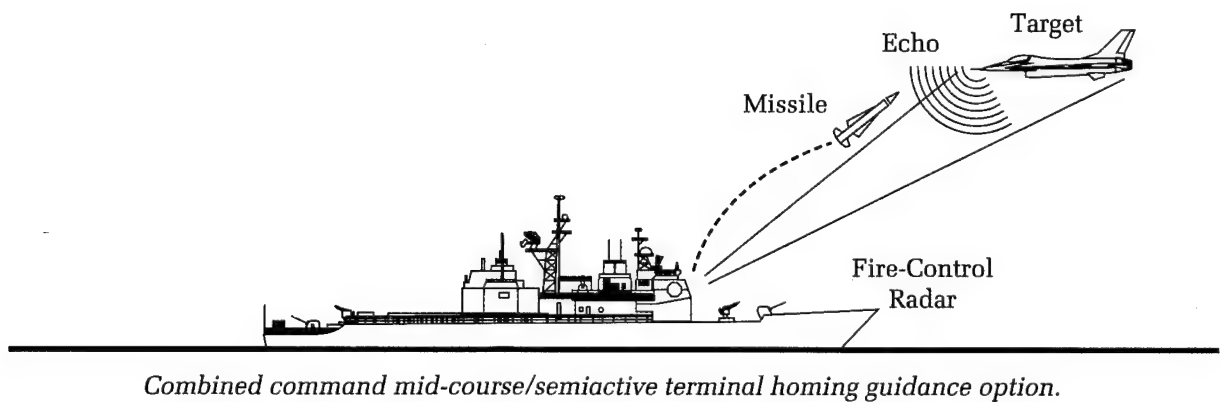 Target
Echo
Missile
Fire-Control
Radar
Combined command mid-course/semiactive terminal homing guidance option.